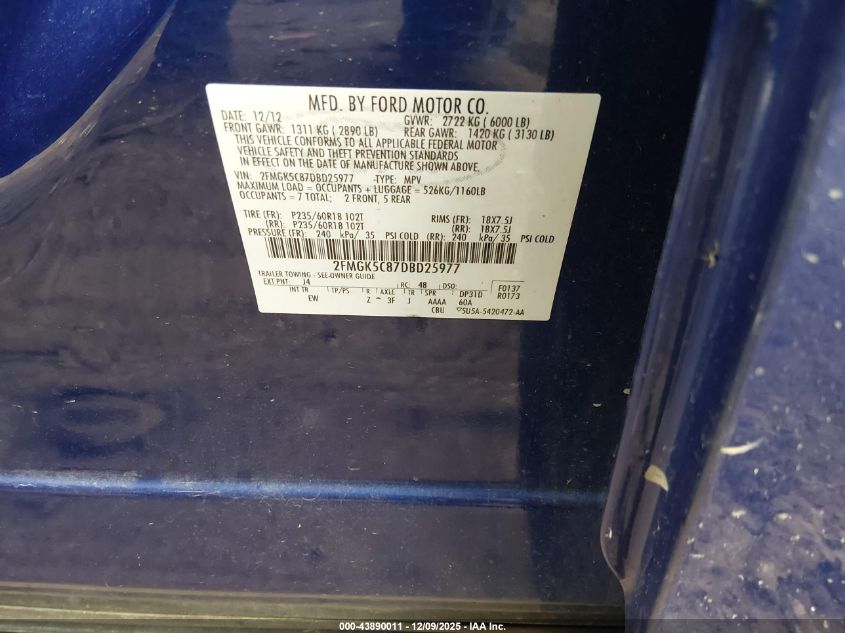 MFD. BY FORD MOTOR CO.
DATE: 12/12 GVWR: 2722 KG ( 6000 LB)
FRONT GAWR: 1311 KG ( 2890 LB) REAR GAWR: 1420 KG ( 3130 LB)
THIS VEHICLE CONFORMS TO ALL APPLICABLE FEDERAL MOTOR
VEHICLE SAFETY AND THEFT PREVENTION STANDARDS
IN EFFECT ON THE DATE OF MANUFACTURE SHOWN ABOVE.
VIN: 2FMGK5C87DBD25977 TYPE: MPV
MAXIMUM LOAD = OCCUPANTS + LUGGAGE = 526KG/1160LB
OCCUPANTS = 7 TOTAL; 2 FRONT, 5 REAR
TIRE (FR): P235/60R18 102T RIMS (FR): 18X7.5J
(RR): P235/60R18 102T (RR): 18X7.5J
PRESSURE (FR): 240 kPa/ 35 PSI COLD (RR): 240 kPa/ 35 PSI COLD
2FMGK5C87DBD25977
TRAILER TOWING - SEE OWNER GUIDE
EXT PNT: J4 RC: 48 DSO: F0137
INT TR TP/PS R AXLE TR SPR DP31D R0173
EW Z 3F J AAAA 60A
CBU 5U5A-5420472-AA
000-43890011 - 12/09/2025 - IAA Inc.